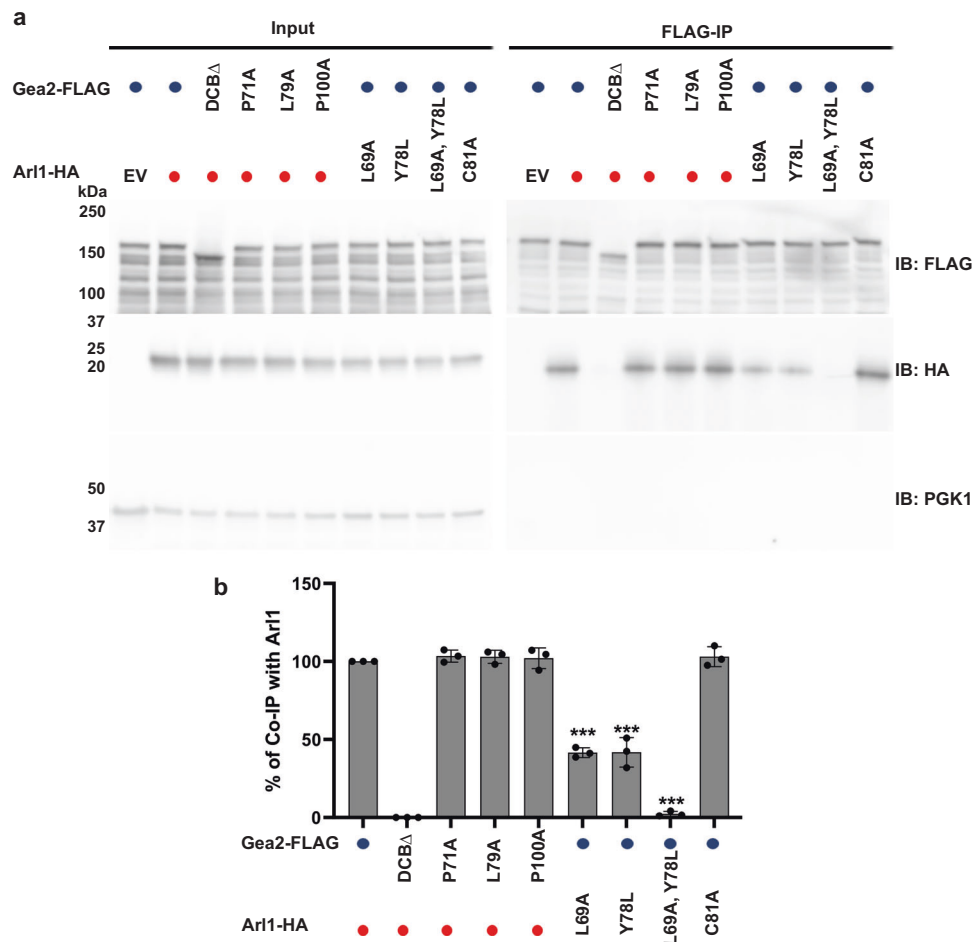 a
Input
FLAG-IP
Gea2-FLAG
DCBΔ
P71A
L79A
P100A
DCBΔ
P71A
L79A
P100A
Arl1-HA
EV
L69A
Y78L
L69A, Y78L
C81A
EV
L69A
Y78L
L69A, Y78L
C81A
kDa
250
150
100
IB: FLAG
37
25
20
IB: HA
50
37
IB: PGK1
b
% of Co-IP with Arl1
150
100
50
0
***
***
***
Gea2-FLAG
DCBΔ
P71A
L79A
P100A
Arl1-HA
L69A
Y78L
L69A, Y78L
C81A